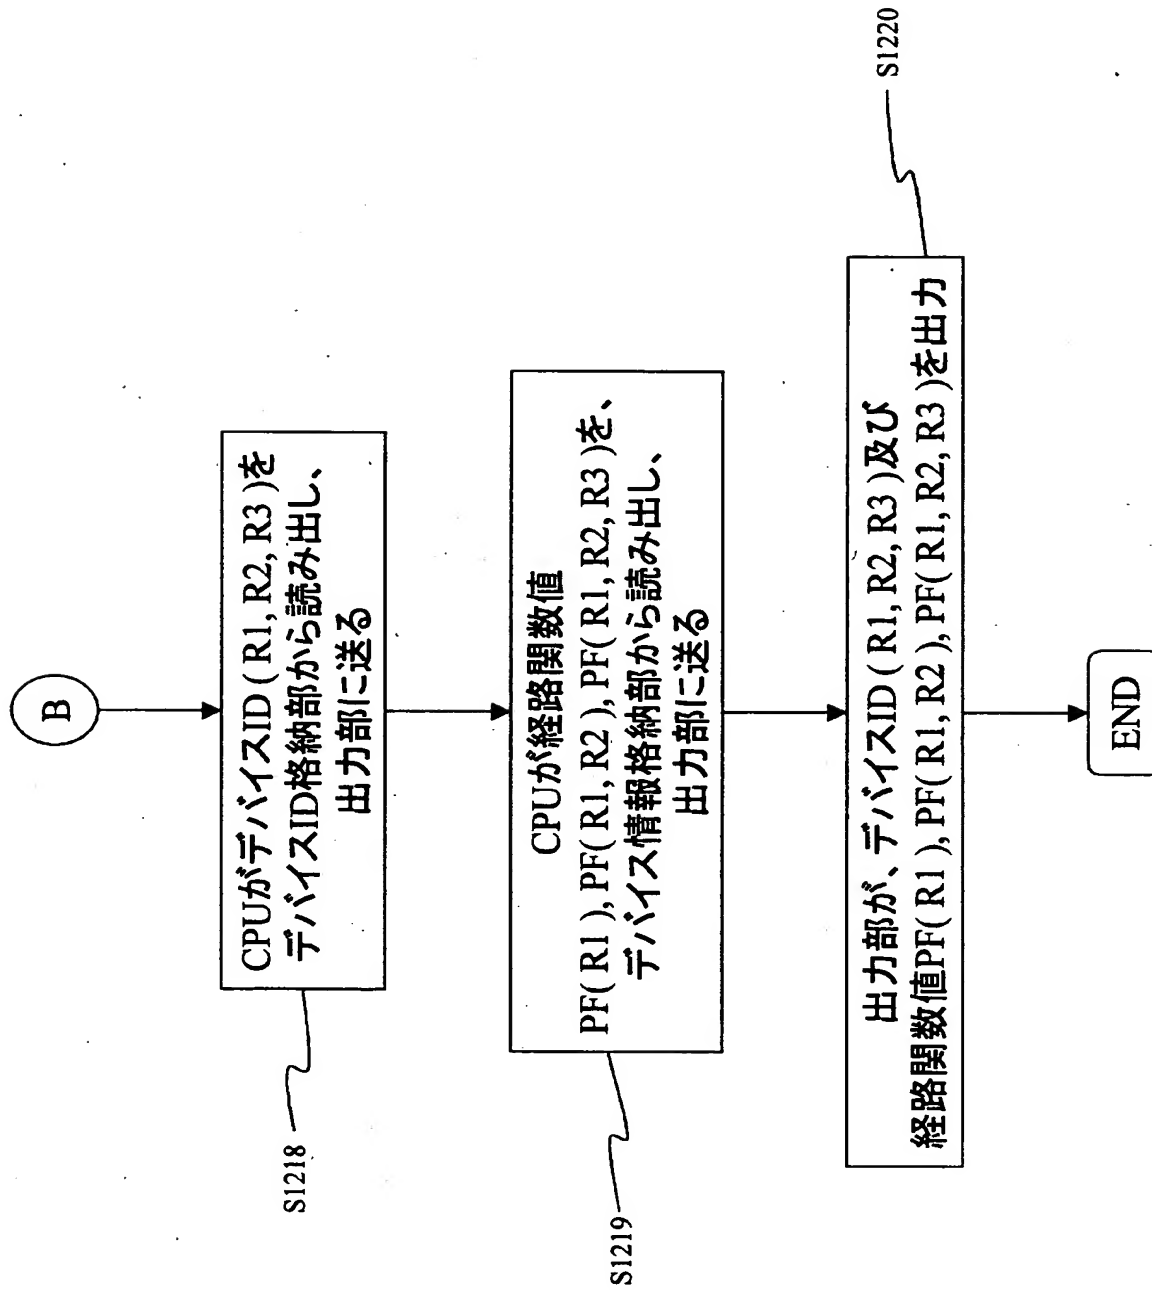 B
CPUがデバイスID ( R1, R2, R3 )を
デバイスID格納部から読み出し、
出力部に送る
S1218
CPUが経路関数値
PF( R1 ), PF( R1, R2 ), PF( R1, R2, R3 )を、
デバイス情報格納部から読み出し、
出力部に送る
S1219
出力部が、デバイスID ( R1, R2, R3 )及び
経路関数値PF( R1 ), PF( R1, R2 ), PF( R1, R2, R3 )を出力
S1220
END